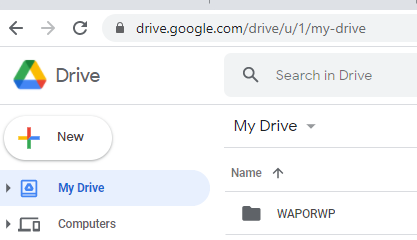 drive.google.com/drive/u/1/my-drive
Drive
Search in Drive
New
My Drive
Name
My Drive
WAPORWP
Computers